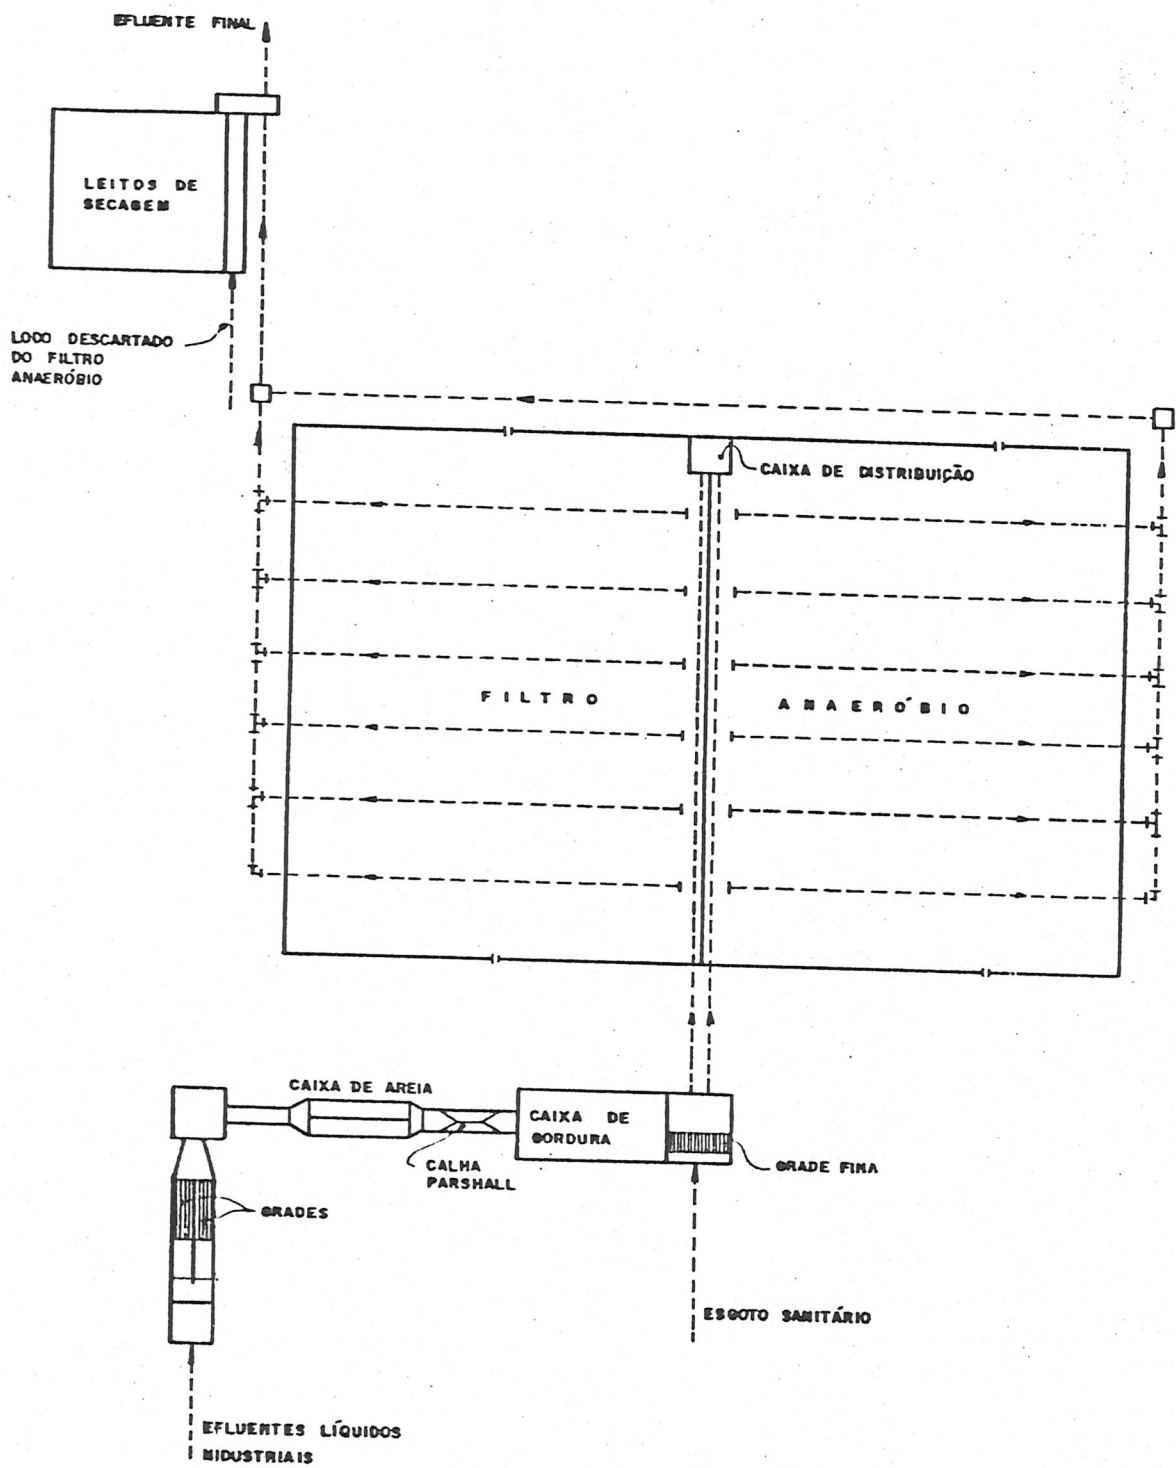 EFLUENTE FINAL
LEITOS DE
SECAGEM
LODO DESCARTADO
DO FILTRO
ANAERÓBIO
CAIXA DE DISTRIBUIÇÃO
FILTRO
ANAERÓBIO
CAIXA DE AREIA
CAIXA DE
GORDURA
CALHA
PARSHALL
GRADE FINA
GRADES
ESGOTO SANITÁRIO
EFLUENTES LÍQUIDOS
INDUSTRIAIS